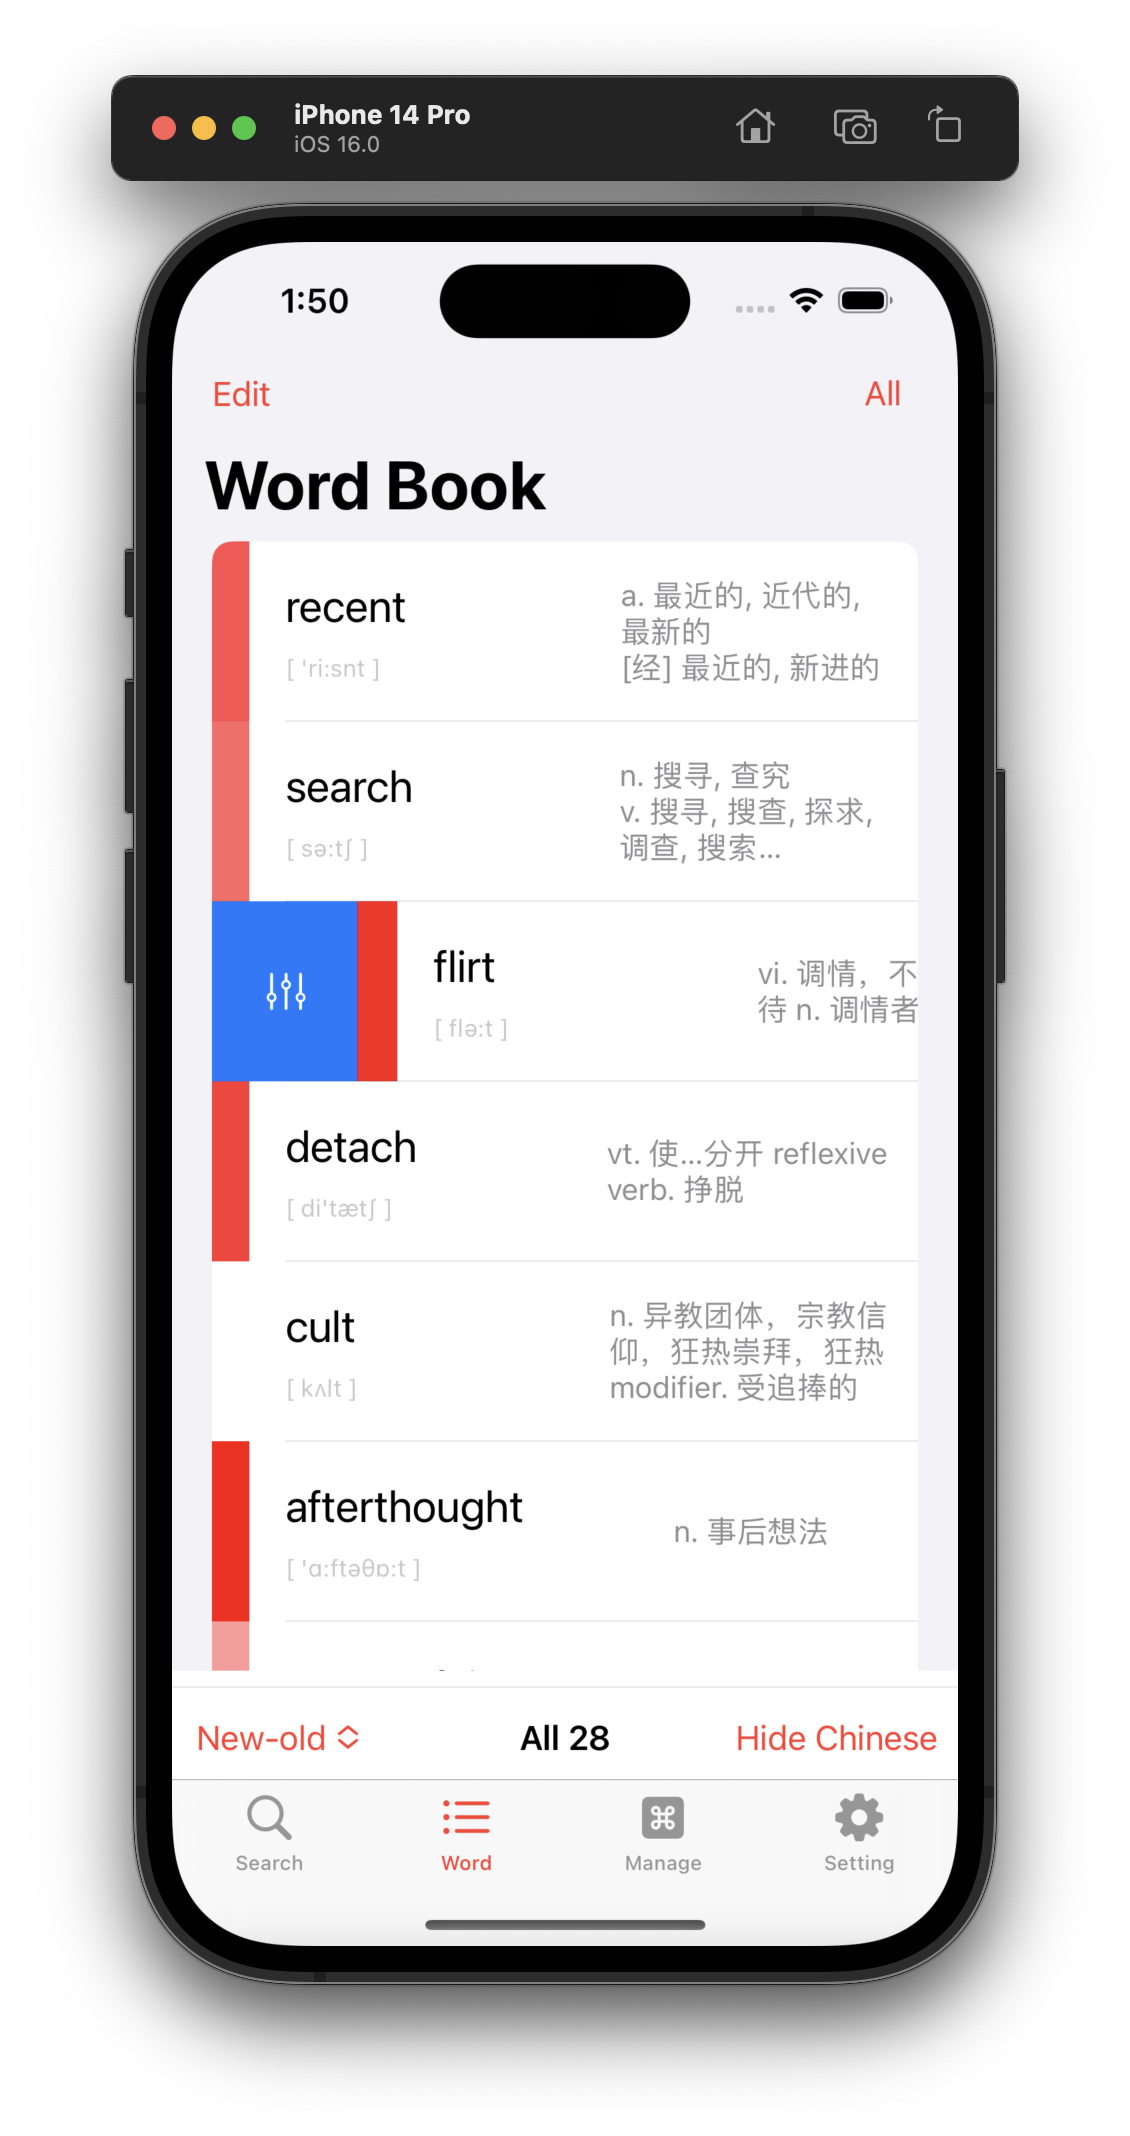 iPhone 14 Pro
iOS 16.0
1:50
Edit
All
Word Book
recent
[ 'ri:snt ]
a. 最近的, 近代的,
最新的
[经] 最近的, 新进的
search
[ sə:tʃ ]
n. 搜寻, 查究
v. 搜寻, 搜查, 探求,
调查, 搜索...
flirt
[ flə:t ]
vi. 调情，不
待 n. 调情者
detach
[ di'tætʃ ]
vt. 使...分开 reflexive
verb. 挣脱
cult
[ kʌlt ]
n. 异教团体，宗教信
仰，狂热崇拜，狂热
modifier. 受追捧的
afterthought
[ 'ɑ:ftəθɒ:t ]
n. 事后想法
New-old
All 28
Hide Chinese
Search
Word
Manage
Setting